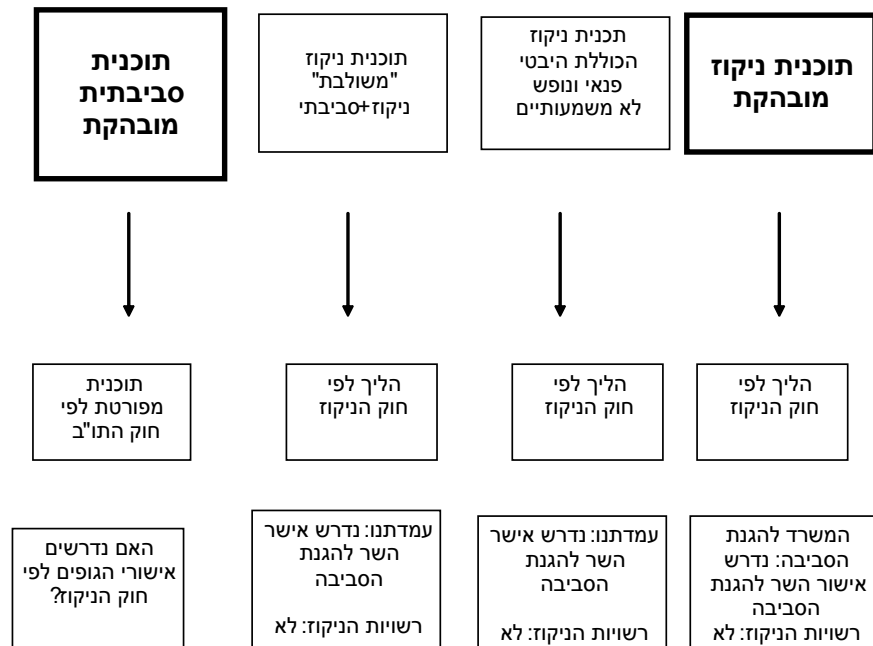 תוכנית ניקוז
מובהקת
תכנית ניקוז
הכוללת היבטי
פנאי ונופש
לא משמעותיים
תוכנית ניקוז
"משולבת"
ניקוז+סביבתי
תוכנית
סביבתית
מובהקת
הליך לפי
חוק הניקוז
הליך לפי
חוק הניקוז
הליך לפי
חוק הניקוז
תוכנית
מפורטת לפי
חוק התו"ב
המשרד להגנת
הסביבה: נדרש
אישור השר להגנת
הסביבה
רשויות הניקוז: לא
עמדתנו: נדרש אישר
השר להגנת
הסביבה
רשויות הניקוז: לא
עמדתנו: נדרש אישר
השר להגנת
הסביבה
רשויות הניקוז: לא
האם נדרשים
אישורי הגופים לפי
חוק הניקוז?